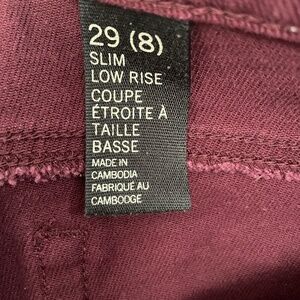 29 (8)
SLIM
LOW RISE
COUPE
ÉTROITE À
TAILLE
BASSE
MADE IN
CAMBODIA
FABRIQUÉ AU
CAMBODGE